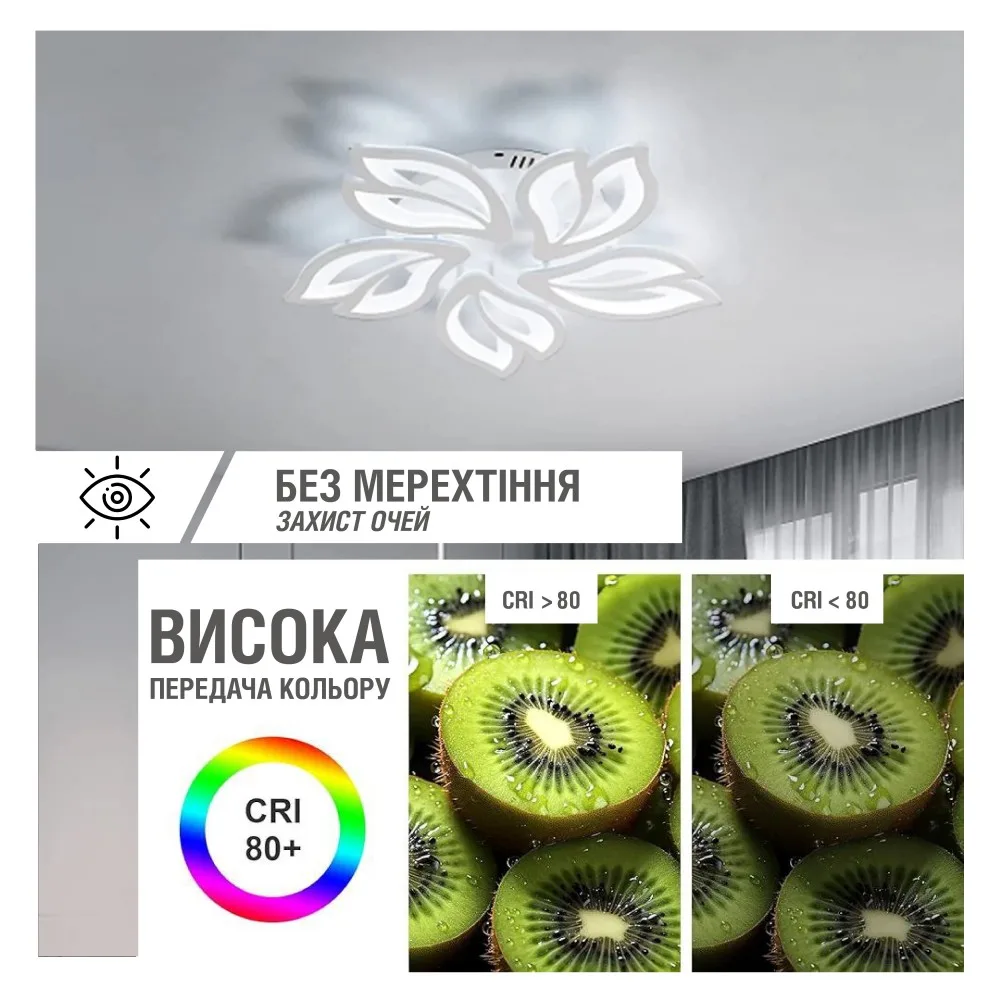 БЕЗ МЕРЕХТІННЯ
ЗАХИСТ ОЧЕЙ
ВИСОКА
ПЕРЕДАЧА КОЛЬОРУ
CRI
80+
CRI > 80
CRI < 80